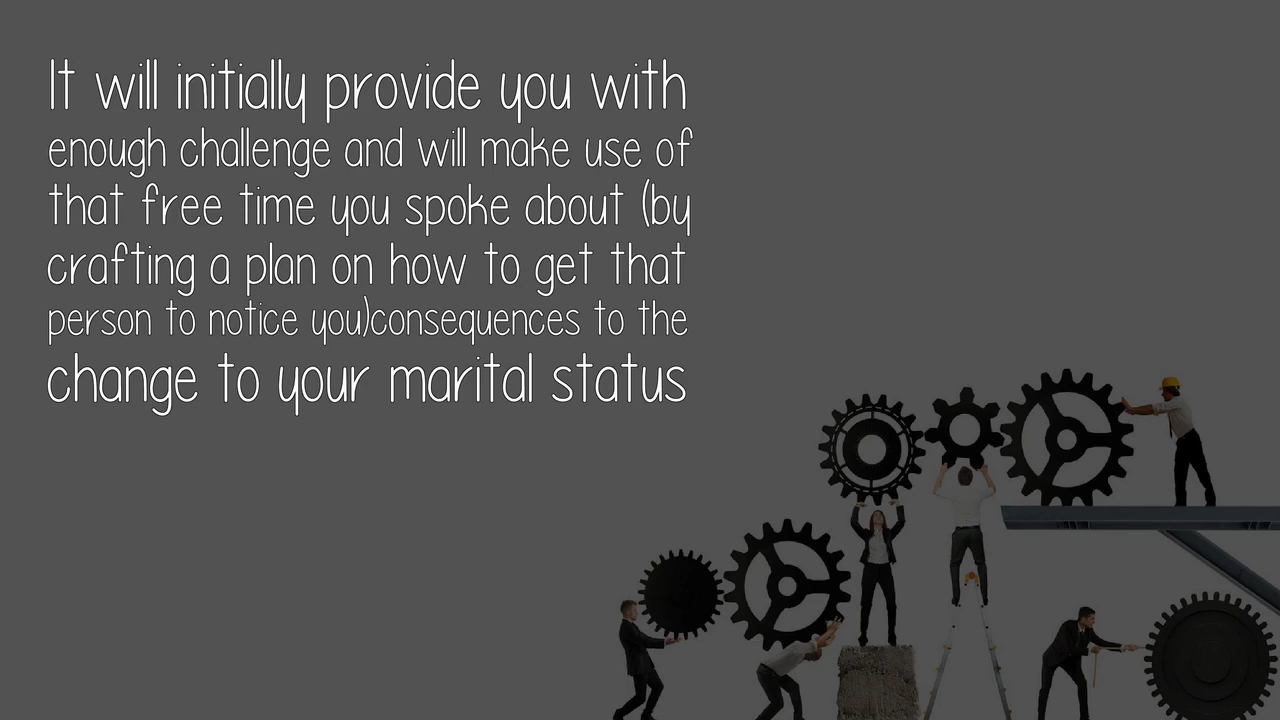 It will initially provide you with
enough challenge and will make use of
that free time you spoke about (by
crafting a plan on how to get that
person to notice you)consequences to the
change to your marital status